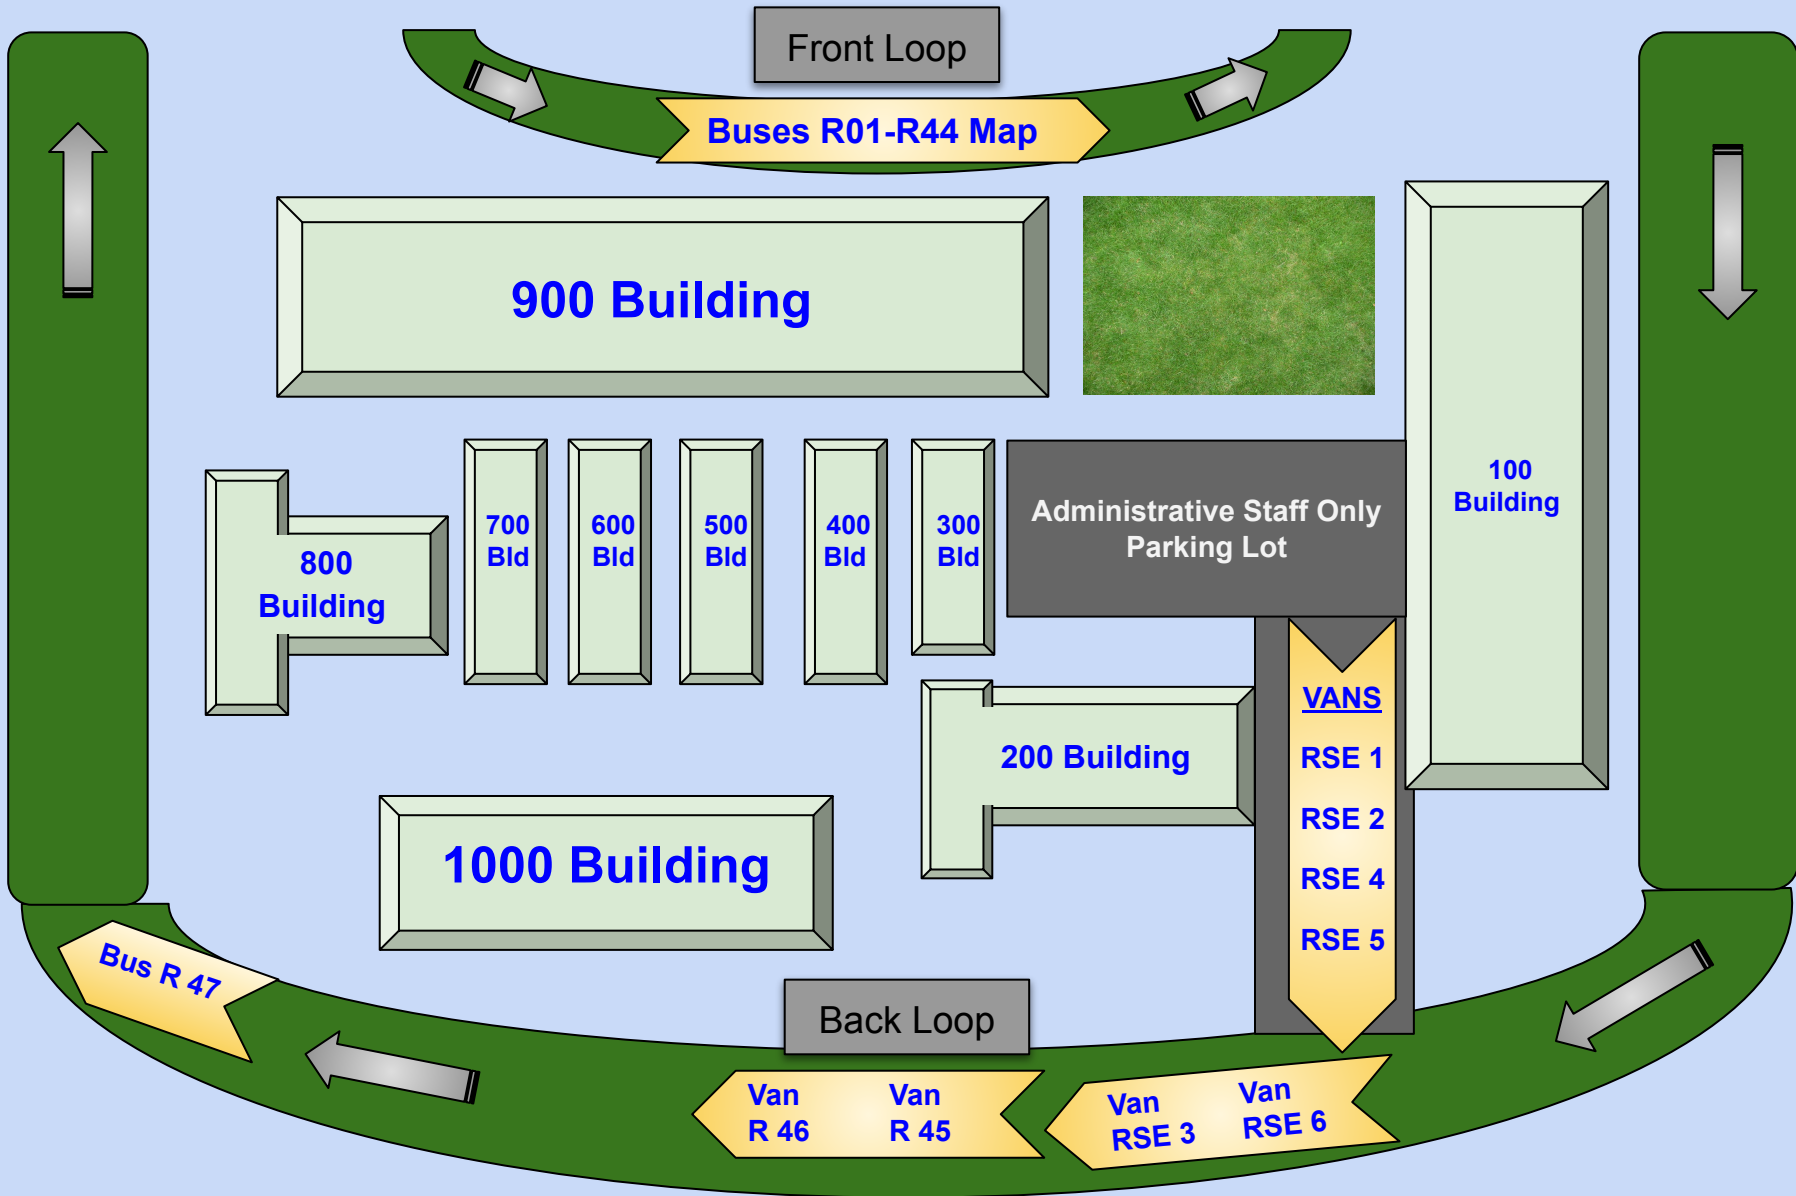 Front Loop
Buses R01-R44 Map
900 Building
100
Building
700
Bld
600
Bld
500
Bld
400
Bld
300
Bld
Administrative Staff Only
Parking Lot
800
Building
VANS
RSE 1
RSE 2
RSE 4
RSE 5
200 Building
1000 Building
Bus R 47
Back Loop
Van
R 46
Van
R 45
Van
RSE 3
Van
RSE 6